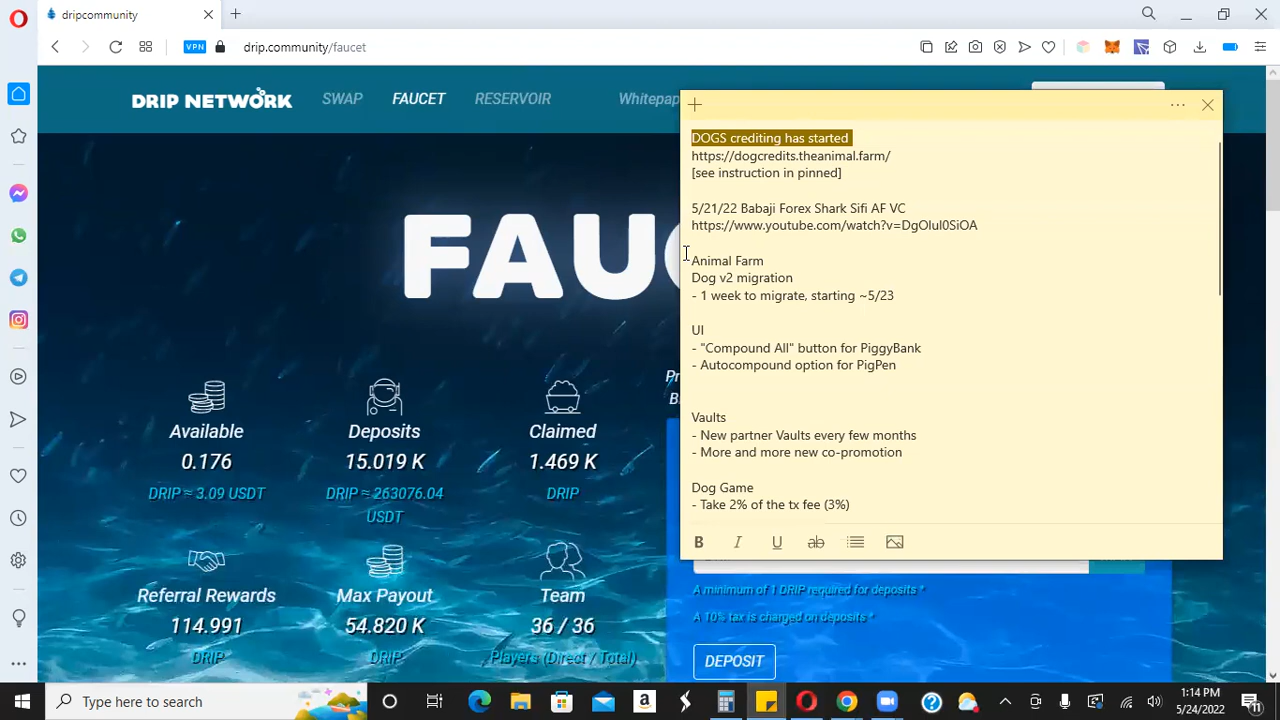 dripcommunity
VPN
drip.community/faucet
DRIP NETWORK
SWAP
FAUCET
RESERVOIR
DOGS crediting has started
https://dogcredits.theanimal.farm/
[see instruction in pinned]
5/21/22 Babaji Forex Shark Sifi AF VC
https://www.youtube.com/watch?v=DgOIuI0SiOA
Animal Farm
Dog v2 migration
- 1 week to migrate, starting ~5/23
UI
- "Compound All" button for PiggyBank
- Autocompound option for PigPen
Vaults
- New partner Vaults every few months
- More and more new co-promotion
Dog Game
- Take 2% of the tx fee (3%)
B I U ab
Available
0.176
DRIP ≈ 3.09 USDT
Deposits
15.019 K
DRIP ≈ 263076.04
USDT
Claimed
1.469 K
DRIP
Referral Rewards
114.991
DRIP
Max Payout
54.820 K
DRIP
Team
36 / 36
Players (Direct / Total)
A minimum of 1 DRIP required for deposits *
A 10% tax is charged on deposits *
DEPOSIT
Type here to search
1:14 PM
5/24/2022